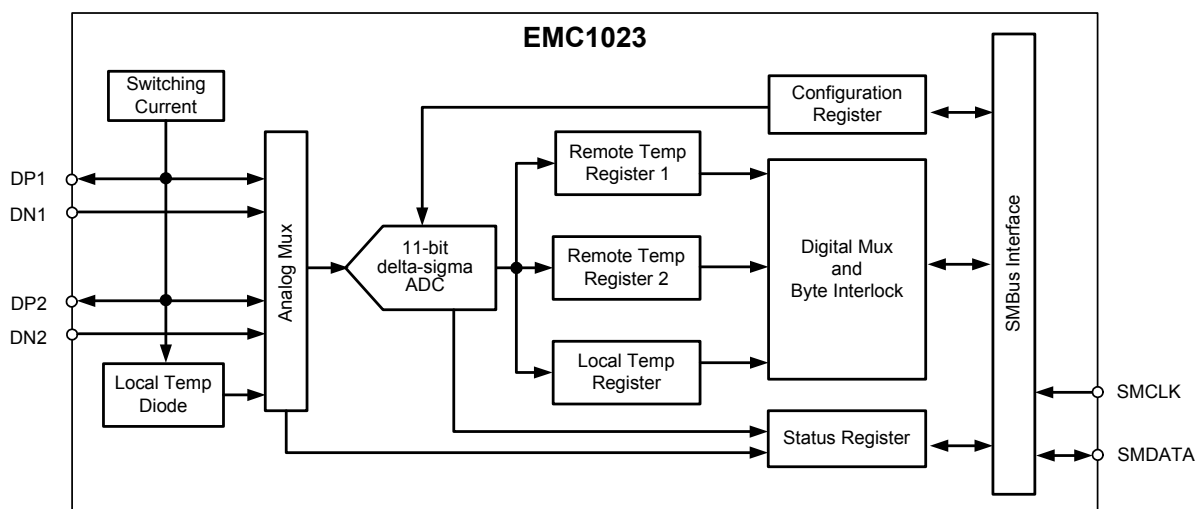 EMC1023
Switching
Current
Configuration
Register
DP1
DN1
DP2
DN2
Analog Mux
11-bit
delta-sigma
ADC
Remote Temp
Register 1
Remote Temp
Register 2
Local Temp
Register
Digital Mux
and
Byte Interlock
SMBus Interface
Local Temp
Diode
Status Register
SMCLK
SMDATA